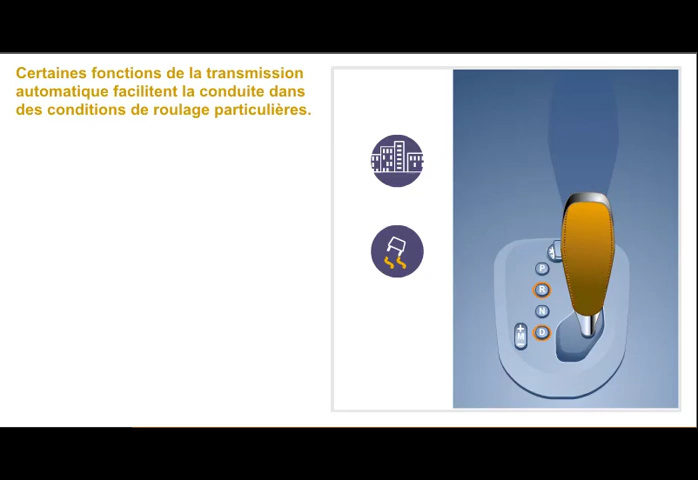 Certaines fonctions de la transmission
automatique facilitent la conduite dans
des conditions de roulage particulières.
P
R
N
D
+
M
−